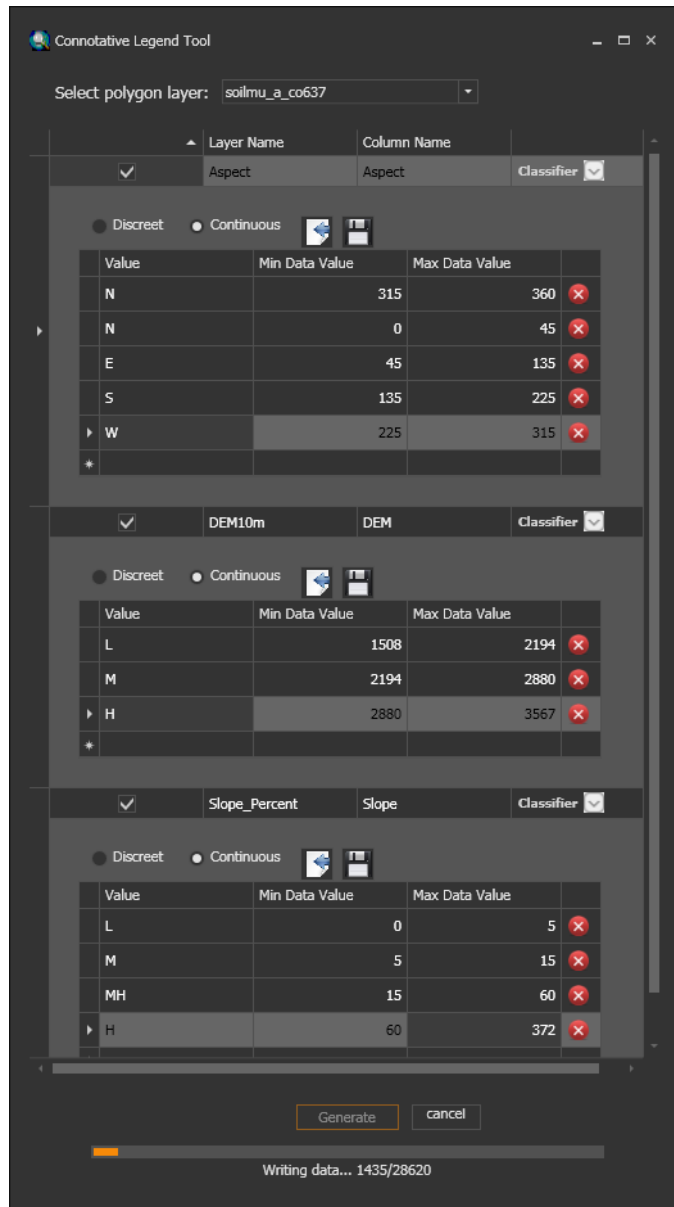 Connotative Legend Tool
Select polygon layer: soilmu_a_co637
Layer Name Column Name
Aspect Aspect Classifier
Discreet Continuous
Value Min Data Value Max Data Value
N 315 360
N 0 45
E 45 135
S 135 225
W 225 315
DEM10m DEM Classifier
Discreet Continuous
Value Min Data Value Max Data Value
L 1508 2194
M 2194 2880
H 2880 3567
Slope_Percent Slope Classifier
Discreet Continuous
Value Min Data Value Max Data Value
L 0 5
M 5 15
MH 15 60
H 60 372
Generate cancel
Writing data... 1435/28620